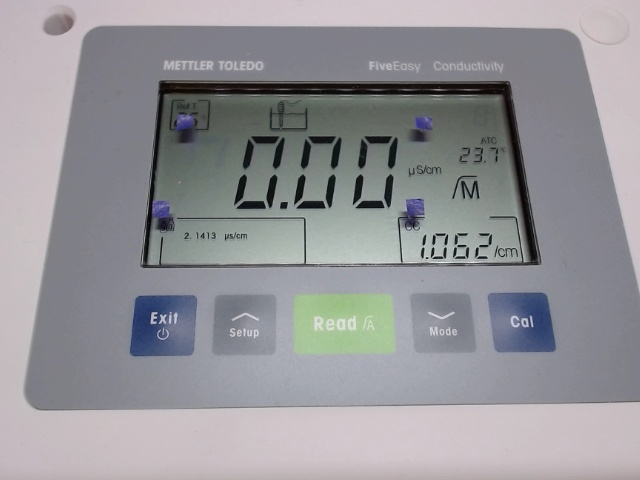 METTLER TOLEDO
FiveEasy Conductivity
Ref.T.
ATC
23.7°c
0.00 µS/cm
M
CC
2. 1413 µs/cm
1.062/cm
Exit
Setup
Read A
Mode
Cal